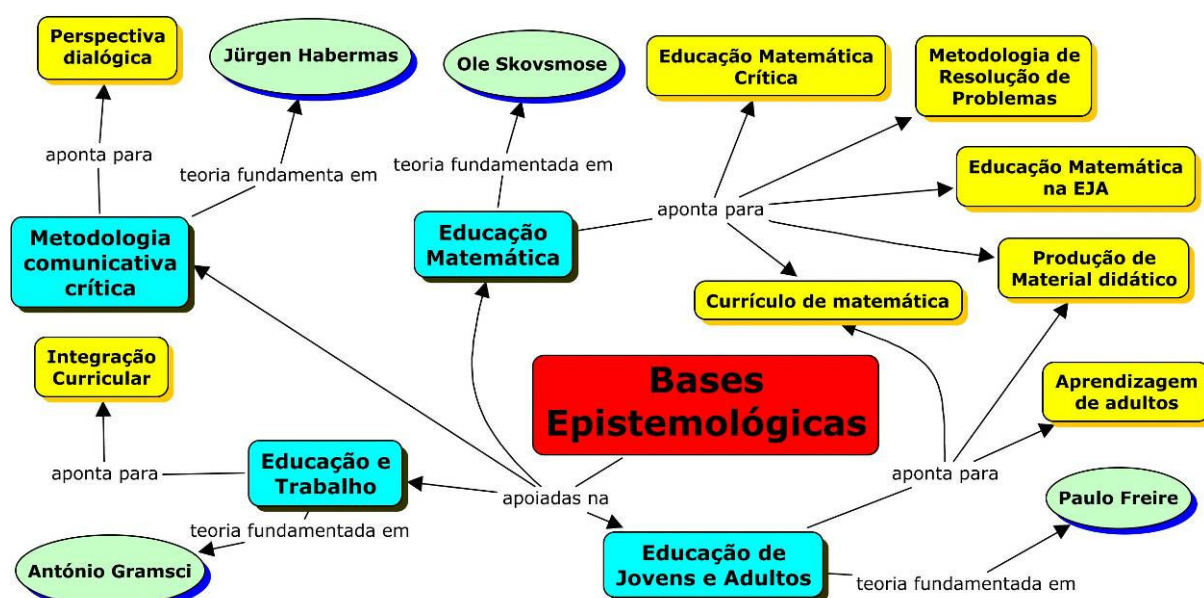 Perspectiva
dialógica
Jürgen Habermas
Ole Skovsmose
Educação Matemática
Crítica
Metodologia de
Resolução de
Problemas
aponta para
teoria fundamenta em
teoria fundamentada em
Educação Matemática
na EJA
aponta para
Metodologia
comunicativa
crítica
Educação
Matemática
Produção de
Material didático
Currículo de matemática
Integração
Curricular
Bases
Epistemológicas
Aprendizagem
de adultos
aponta para
Educação e
Trabalho
apoiadas na
aponta para
Paulo Freire
teoria fundamentada em
António Gramsci
Educação de
Jovens e Adultos
teoria fundamentada em